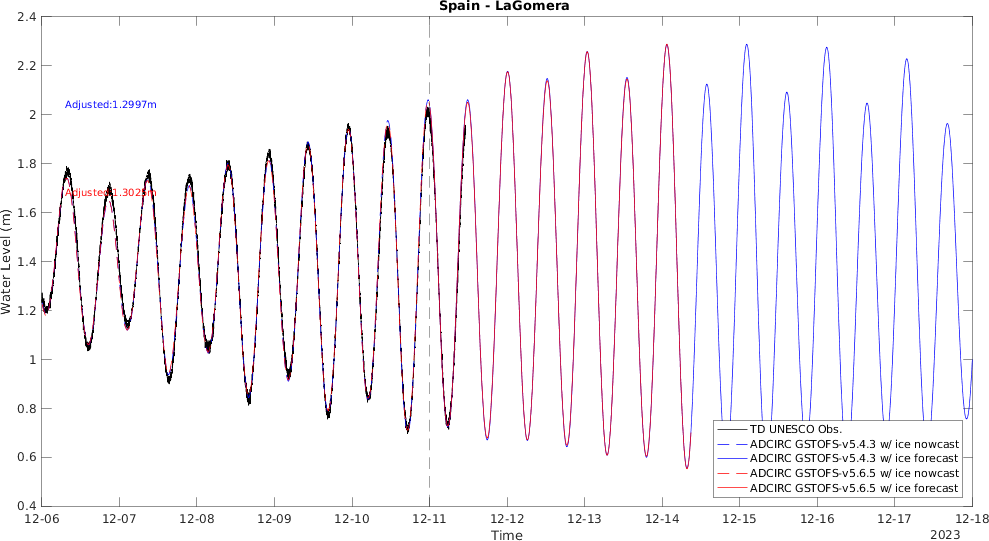 Spain - LaGomera
2.4
2.2
2
1.8
1.6
1.4
1.2
1
0.8
0.6
0.4
Water Level (m)
Adjusted:1.2997m
Adjusted:1.3025m
TD UNESCO Obs.
ADCIRC GSTOFS-v5.4.3 w/ ice nowcast
ADCIRC GSTOFS-v5.4.3 w/ ice forecast
ADCIRC GSTOFS-v5.6.5 w/ ice nowcast
ADCIRC GSTOFS-v5.6.5 w/ ice forecast
12-06 12-07 12-08 12-09 12-10 12-11 12-12 12-13 12-14 12-15 12-16 12-17 12-18
Time
2023